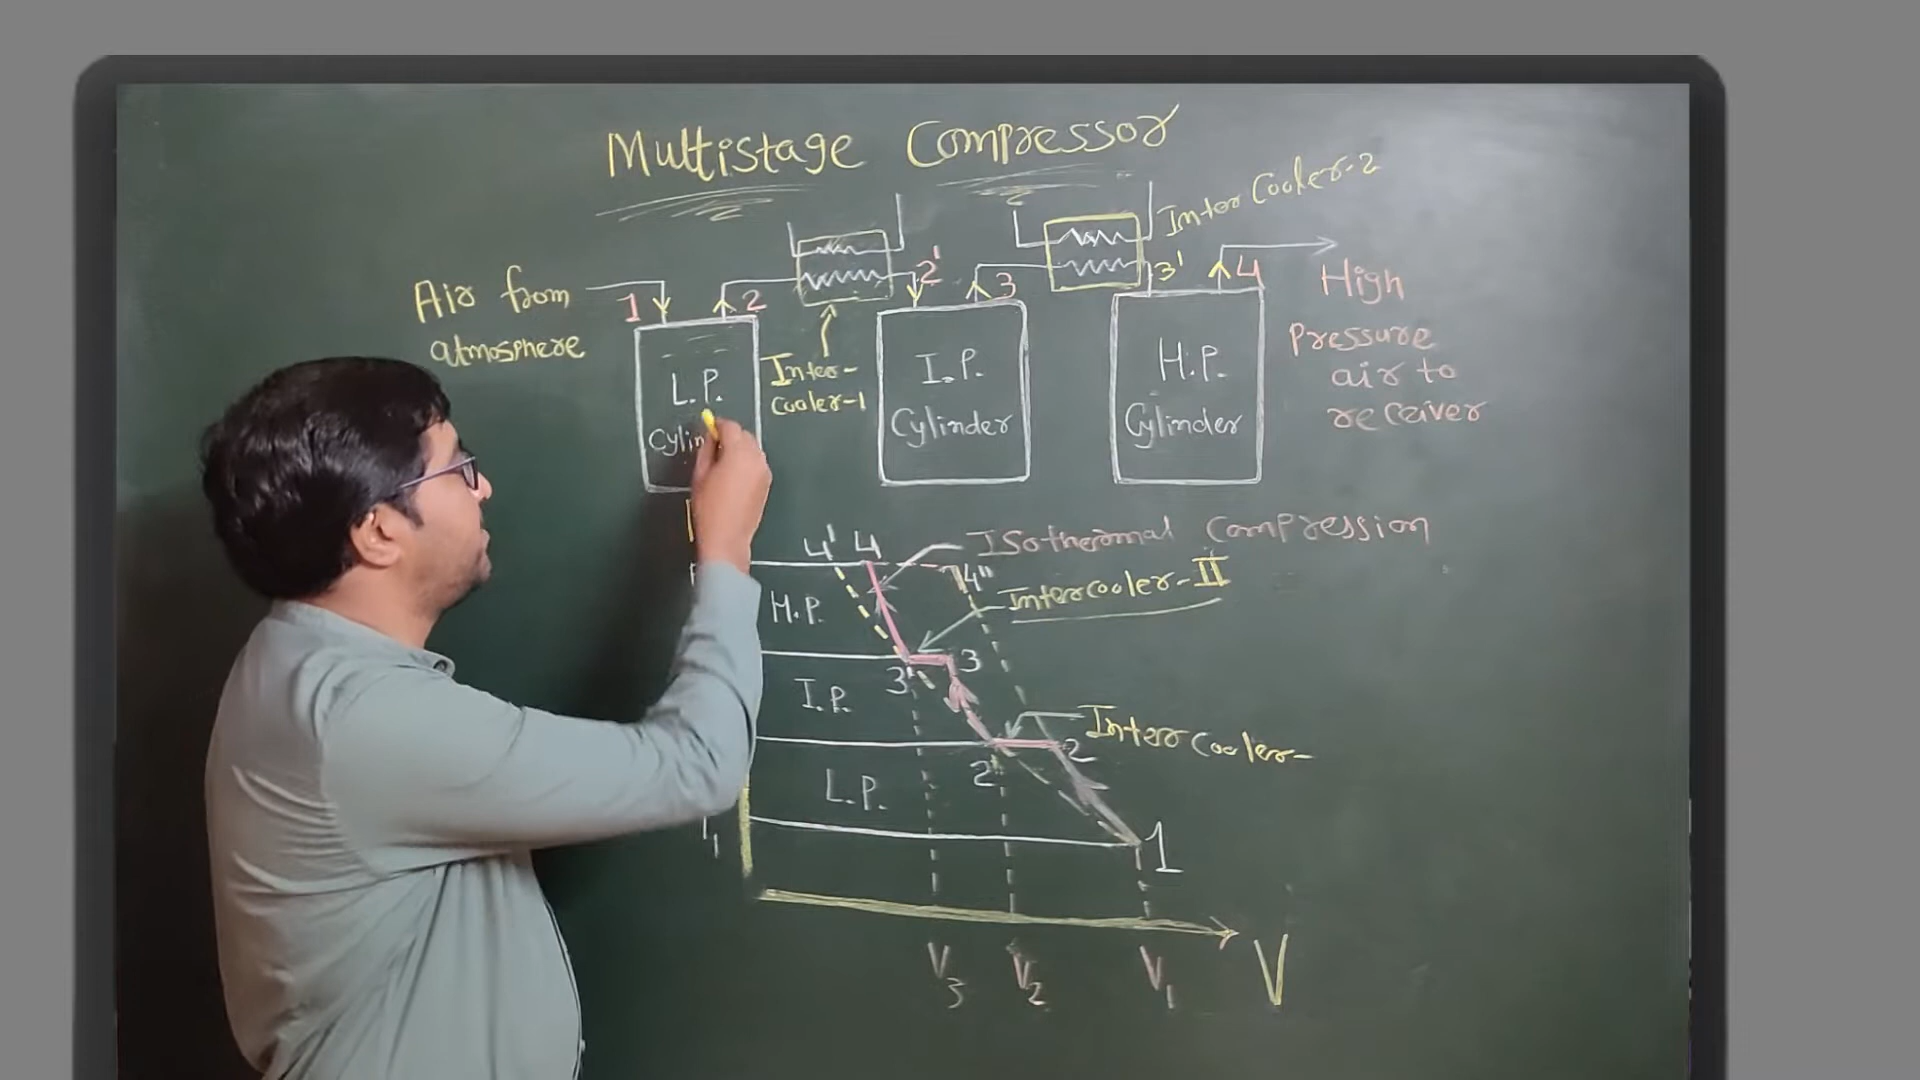 Multistage Compressor
Inter Cooler-2
Air from
atmosphere
1
2
2'
3
3'
4
High
Pressure
air to
receiver
L.P.
Inter-
cooler-1
I.P.
Cylinder
H.P.
Cylinder
4'
4
4"
Isothermal Compression
Intercooler-II
H.P.
3'
3
I.P.
Inter Cooler-
2'
2
L.P.
1
V3
V2
V1
V